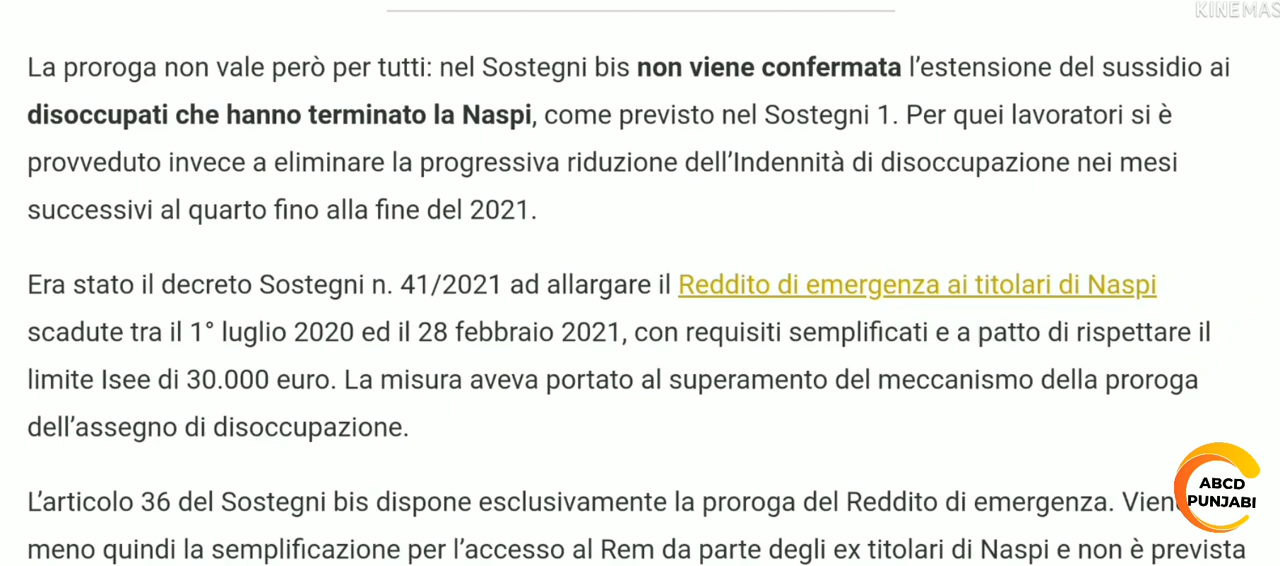 KINEMAS
La proroga non vale però per tutti: nel Sostegni bis non viene confermata l’estensione del sussidio ai
disoccupati che hanno terminato la Naspi, come previsto nel Sostegni 1. Per quei lavoratori si è
provveduto invece a eliminare la progressiva riduzione dell’Indennità di disoccupazione nei mesi
successivi al quarto fino alla fine del 2021.
Era stato il decreto Sostegni n. 41/2021 ad allargare il Reddito di emergenza ai titolari di Naspi
scadute tra il 1° luglio 2020 ed il 28 febbraio 2021, con requisiti semplificati e a patto di rispettare il
limite Isee di 30.000 euro. La misura aveva portato al superamento del meccanismo della proroga
dell’assegno di disoccupazione.
L’articolo 36 del Sostegni bis dispone esclusivamente la proroga del Reddito di emergenza. Viene
meno quindi la semplificazione per l’accesso al Rem da parte degli ex titolari di Naspi e non è prevista
ABCD
PUNJABI